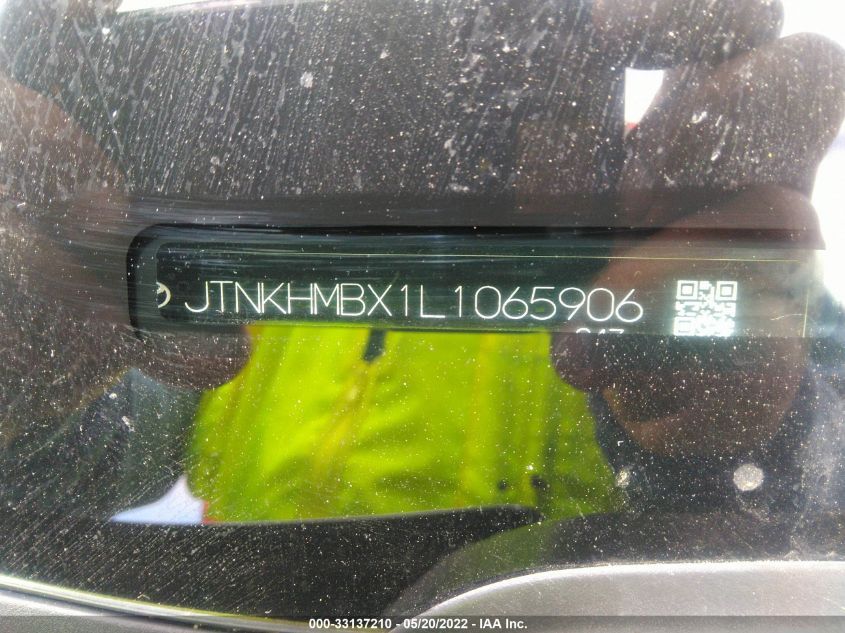 JTNKHMBX1L1065906
000-33137210 - 05/20/2022 - IAA Inc.